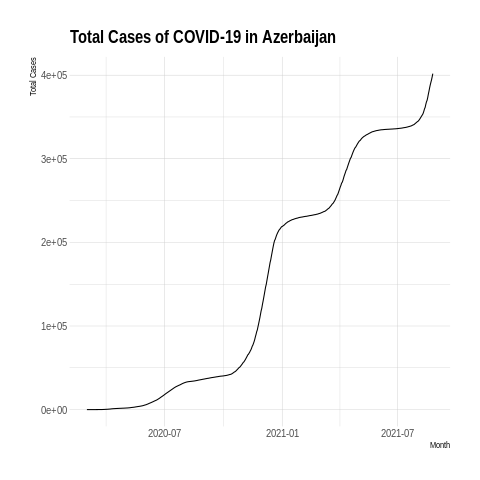 Total Cases of COVID-19 in Azerbaijan
Total Cases
4e+05
3e+05
2e+05
1e+05
0e+00
2020-07 2021-01 2021-07
Month